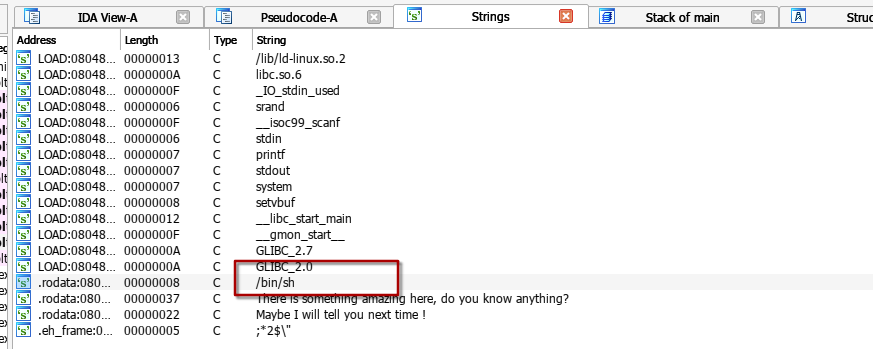 IDA View-A Pseudocode-A Strings Stack of main Struc
Address Length Type String
LOAD:08048... 00000013 C /lib/ld-linux.so.2
LOAD:08048... 0000000A C libc.so.6
LOAD:08048... 0000000F C _IO_stdin_used
LOAD:08048... 00000006 C srand
LOAD:08048... 0000000F C __isoc99_scanf
LOAD:08048... 00000006 C stdin
LOAD:08048... 00000007 C printf
LOAD:08048... 00000007 C stdout
LOAD:08048... 00000007 C system
LOAD:08048... 00000008 C setvbuf
LOAD:08048... 00000012 C __libc_start_main
LOAD:08048... 0000000F C __gmon_start__
LOAD:08048... 0000000A C GLIBC_2.7
LOAD:08048... 0000000A C GLIBC_2.0
.rodata:080... 00000008 C /bin/sh
.rodata:080... 00000037 C There is something amazing here, do you know anything?
.rodata:080... 00000022 C Maybe I will tell you next time !
.eh_frame:0... 00000005 C ;*2$\"